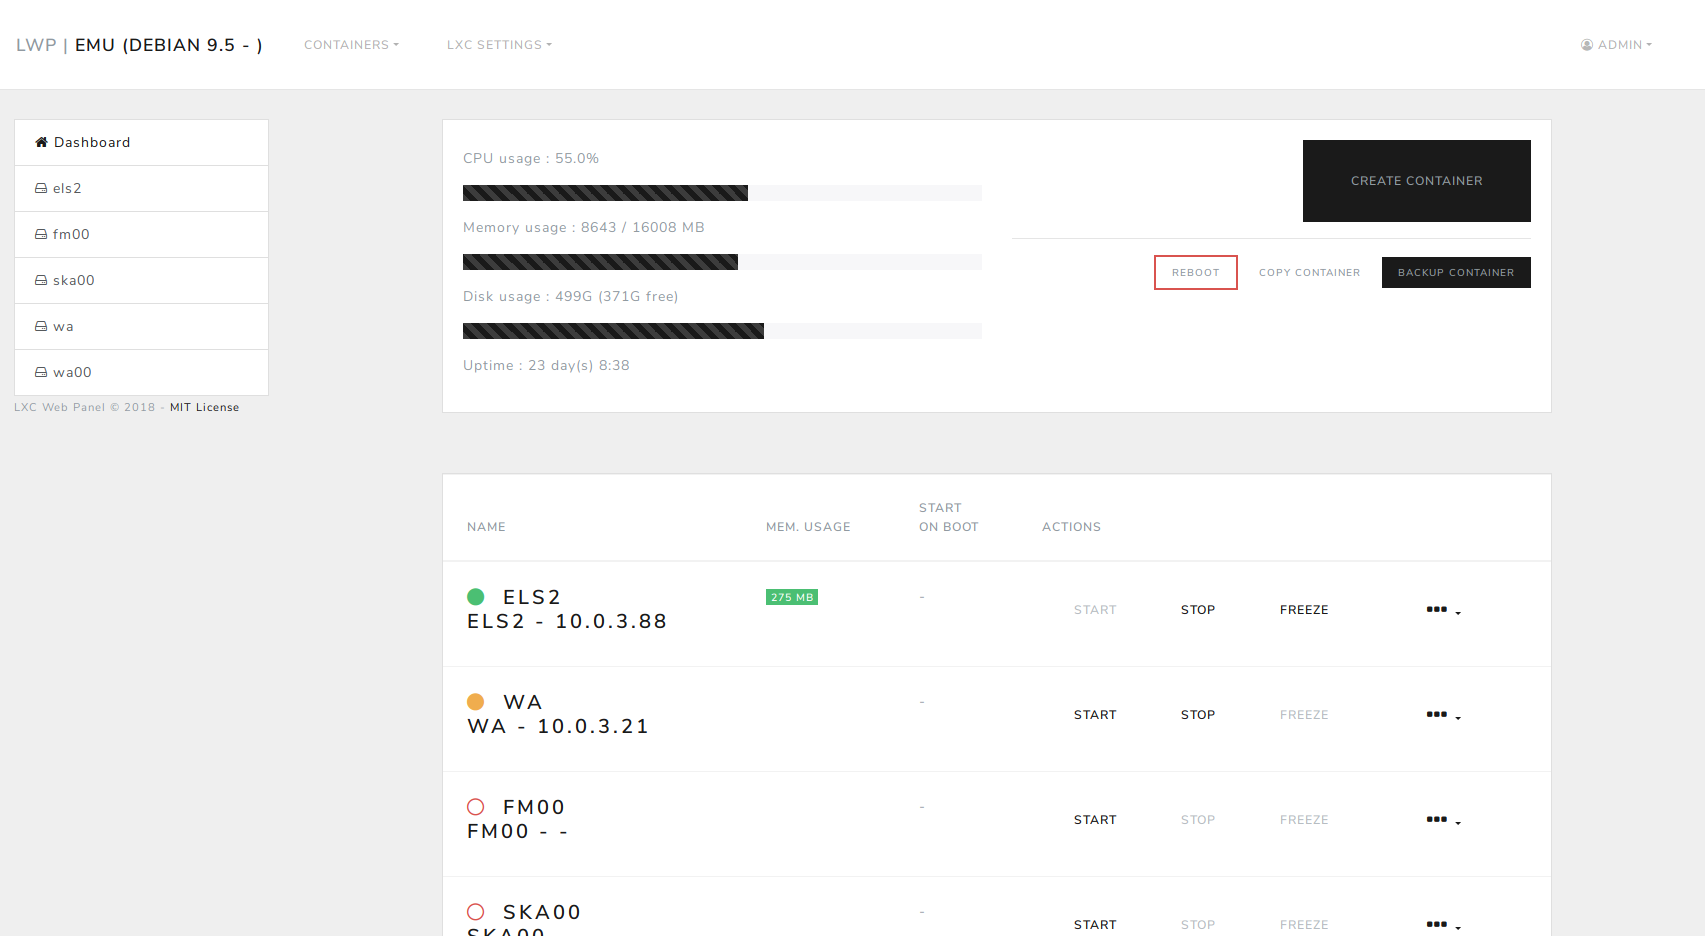 LWP | EMU (DEBIAN 9.5 - )
CONTAINERS
LXC SETTINGS
ADMIN
Dashboard
els2
fm00
ska00
wa
wa00
LXC Web Panel © 2018 - MIT License
CPU usage : 55.0%
Memory usage : 8643 / 16008 MB
Disk usage : 499G (371G free)
Uptime : 23 day(s) 8:38
CREATE CONTAINER
REBOOT
COPY CONTAINER
BACKUP CONTAINER
NAME
MEM. USAGE
START
ON BOOT
ACTIONS
ELS2
ELS2 - 10.0.3.88
275 MB
-
START
STOP
FREEZE
WA
WA - 10.0.3.21
-
START
STOP
FREEZE
FM00
FM00 - -
-
START
STOP
FREEZE
SKA00
SKA00
-
START
STOP
FREEZE